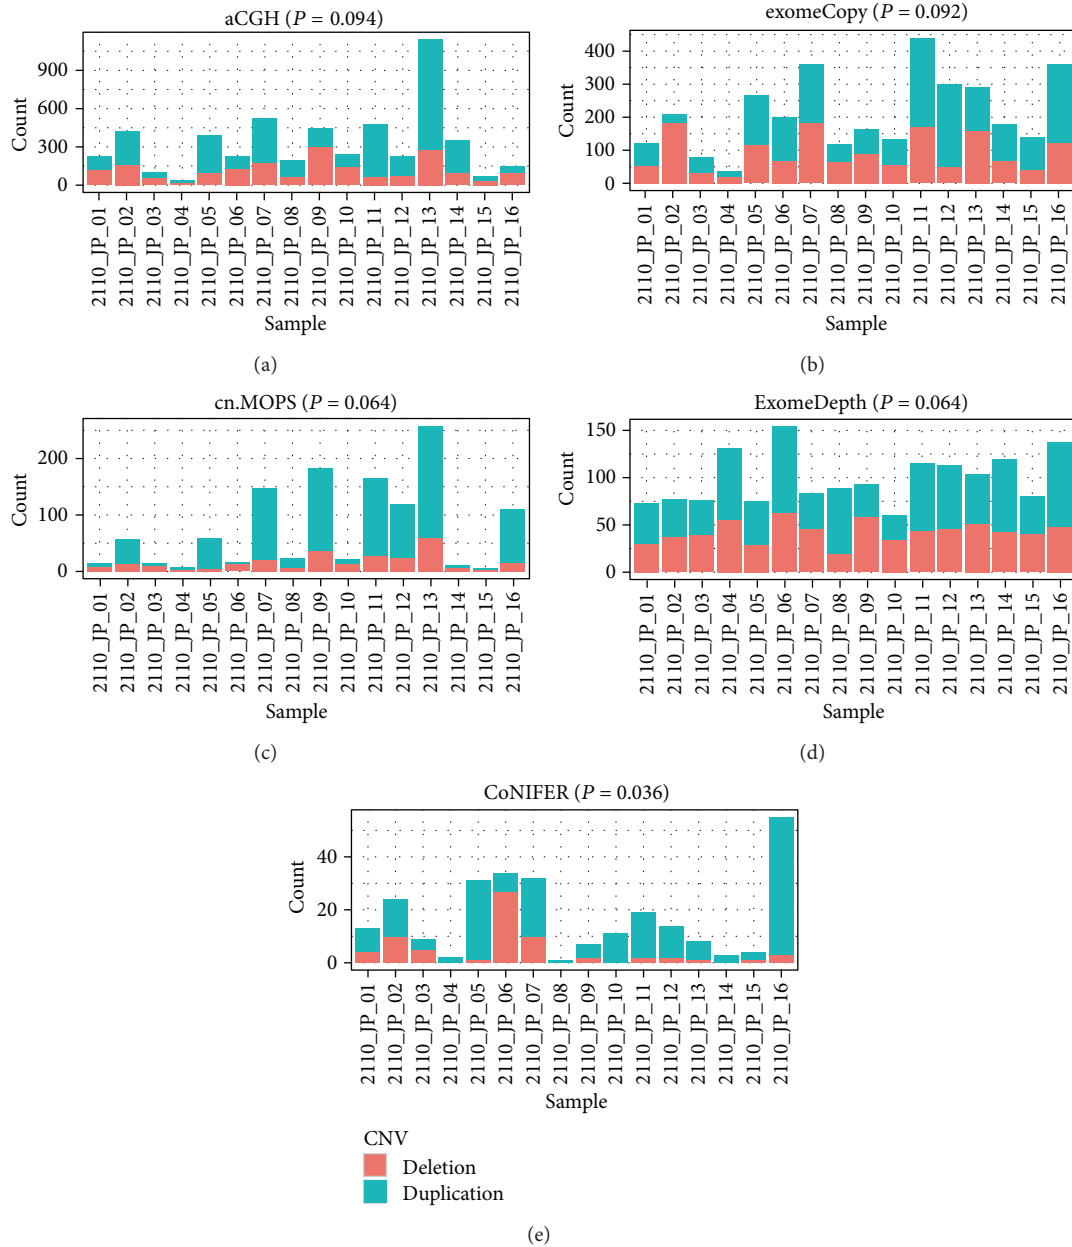 aCGH (P = 0.094)
Count
900
600
300
0
2110_JP_01
2110_JP_02
2110_JP_03
2110_JP_04
2110_JP_05
2110_JP_06
2110_JP_07
2110_JP_08
2110_JP_09
2110_JP_10
2110_JP_11
2110_JP_12
2110_JP_13
2110_JP_14
2110_JP_15
2110_JP_16
Sample
(a)
exomeCopy (P = 0.092)
Count
400
300
200
100
0
2110_JP_01
2110_JP_02
2110_JP_03
2110_JP_04
2110_JP_05
2110_JP_06
2110_JP_07
2110_JP_08
2110_JP_09
2110_JP_10
2110_JP_11
2110_JP_12
2110_JP_13
2110_JP_14
2110_JP_15
2110_JP_16
Sample
(b)
cn.MOPS (P = 0.064)
Count
200
100
0
2110_JP_01
2110_JP_02
2110_JP_03
2110_JP_04
2110_JP_05
2110_JP_06
2110_JP_07
2110_JP_08
2110_JP_09
2110_JP_10
2110_JP_11
2110_JP_12
2110_JP_13
2110_JP_14
2110_JP_15
2110_JP_16
Sample
(c)
ExomeDepth (P = 0.064)
Count
150
100
50
0
2110_JP_01
2110_JP_02
2110_JP_03
2110_JP_04
2110_JP_05
2110_JP_06
2110_JP_07
2110_JP_08
2110_JP_09
2110_JP_10
2110_JP_11
2110_JP_12
2110_JP_13
2110_JP_14
2110_JP_15
2110_JP_16
Sample
(d)
CoNIFER (P = 0.036)
Count
40
20
0
2110_JP_01
2110_JP_02
2110_JP_03
2110_JP_04
2110_JP_05
2110_JP_06
2110_JP_07
2110_JP_08
2110_JP_09
2110_JP_10
2110_JP_11
2110_JP_12
2110_JP_13
2110_JP_14
2110_JP_15
2110_JP_16
Sample
CNV
Deletion
Duplication
(e)